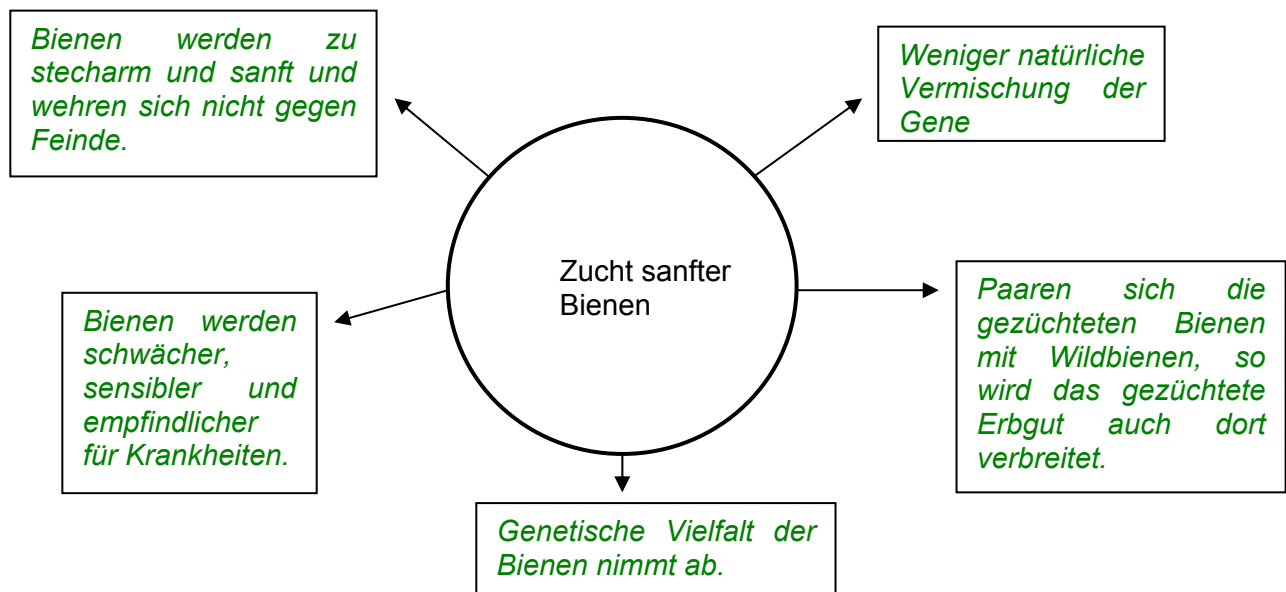 Bienen werden zu
stecharm und sanft und
wehren sich nicht gegen
Feinde.
Weniger natürliche
Vermischung der
Gene
Zucht sanfter
Bienen
Bienen werden
schwächer,
sensibler und
empfindlicher
für Krankheiten.
Paaren sich die
gezüchteten Bienen
mit Wildbienen, so
wird das gezüchtete
Erbgut auch dort
verbreitet.
Genetische Vielfalt der
Bienen nimmt ab.